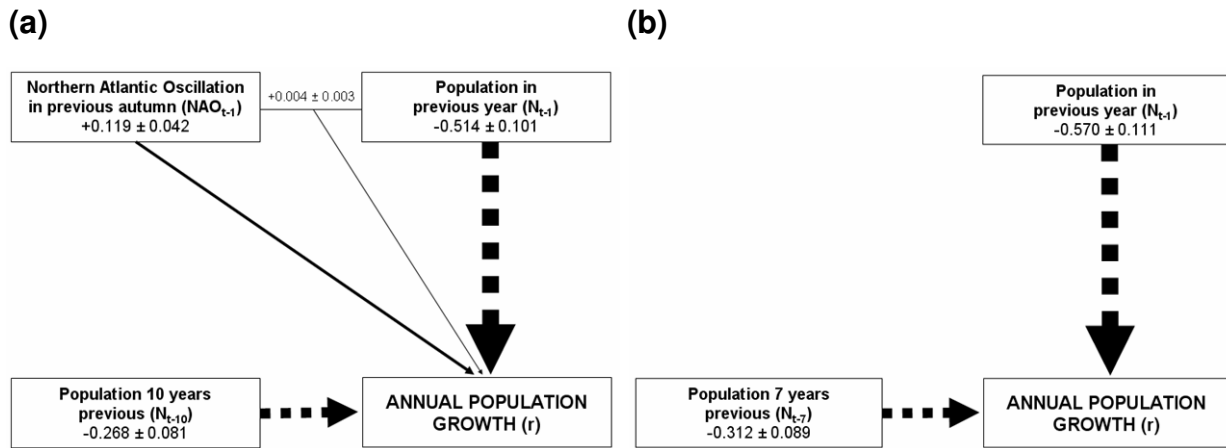 (a)
Northern Atlantic Oscillation
in previous autumn (NAOt-1)
+0.119 ± 0.042
+0.004 ± 0.003
Population in
previous year (Nt-1)
-0.514 ± 0.101
Population 10 years
previous (Nt-10)
-0.268 ± 0.081
ANNUAL POPULATION
GROWTH (r)
(b)
Population in
previous year (Nt-1)
-0.570 ± 0.111
Population 7 years
previous (Nt-7)
-0.312 ± 0.089
ANNUAL POPULATION
GROWTH (r)